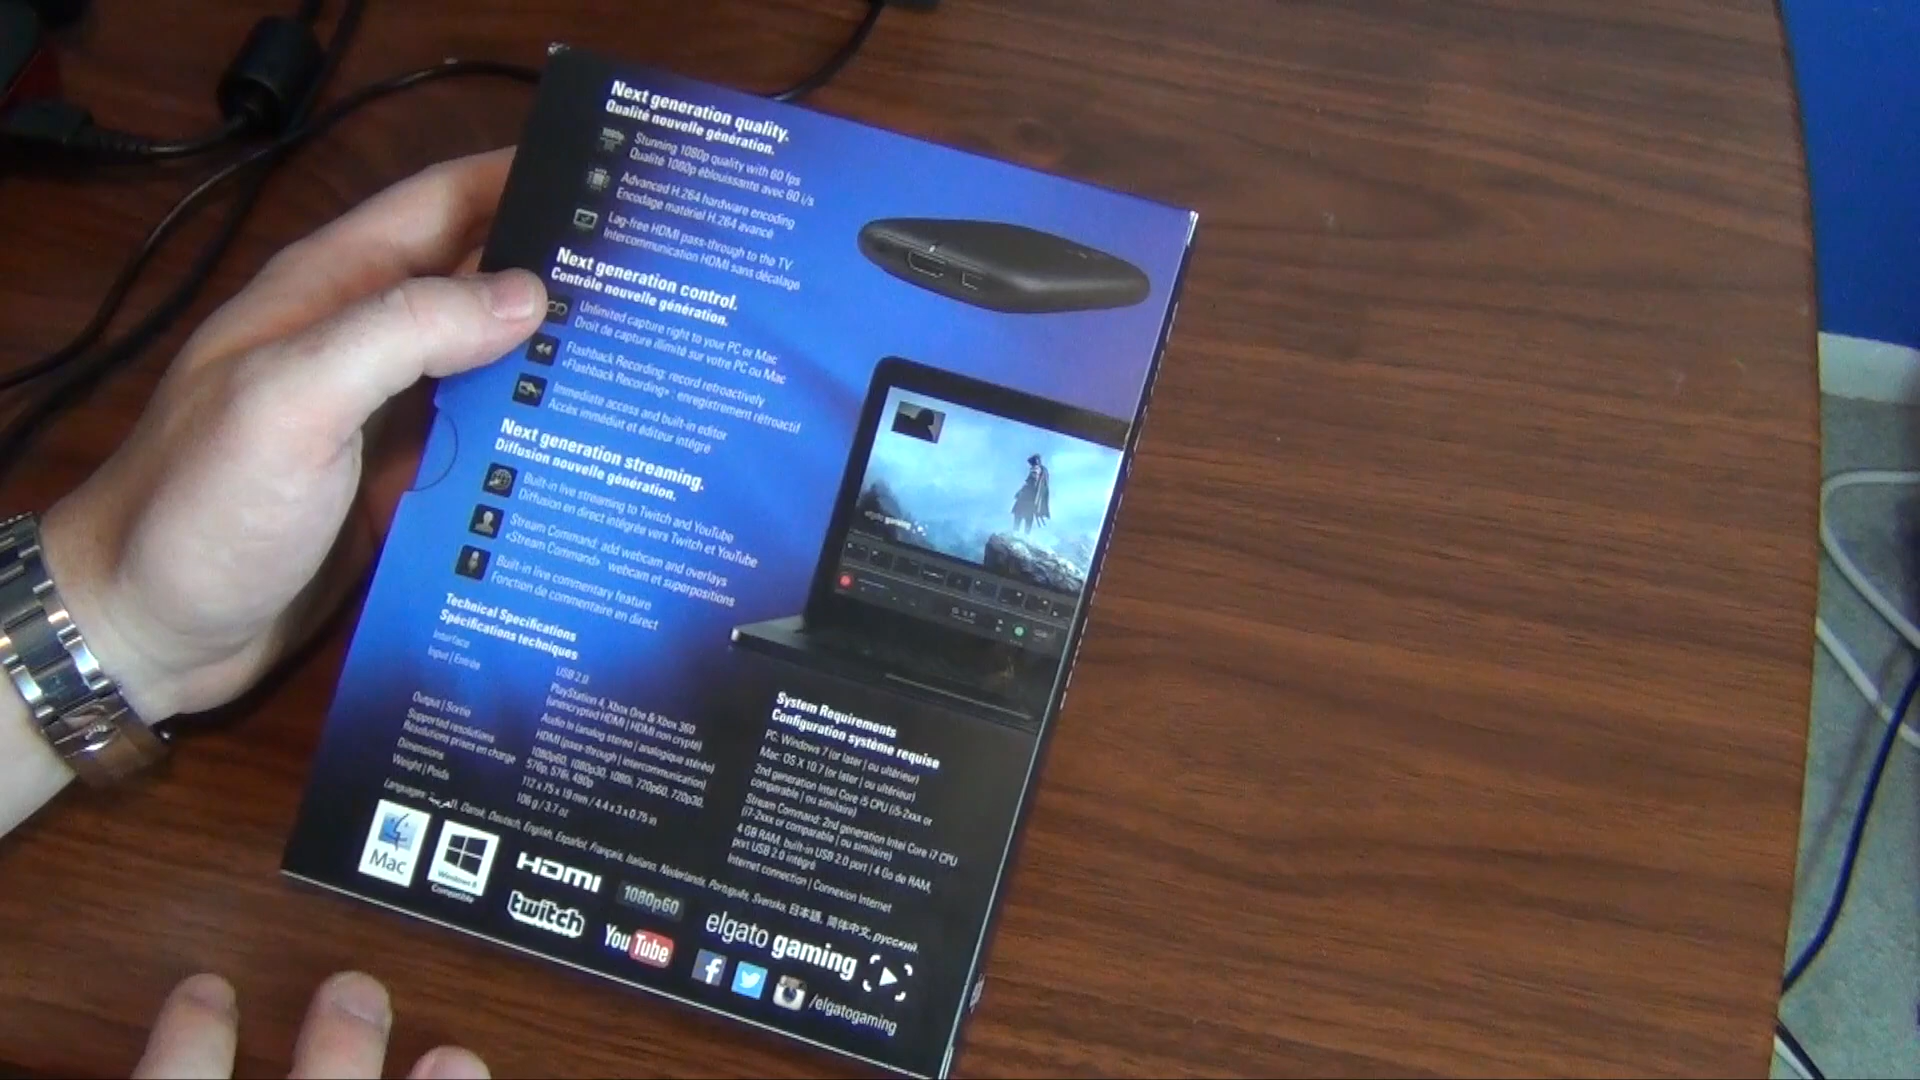 Next generation quality.
Qualité nouvelle génération.
1080p
Stunning 1080p quality with 60 fps
Qualité 1080p éblouissante avec 60 i/s
Advanced H.264 hardware encoding
Encodage matériel H.264 avancé
Lag-free HDMI pass-through to the TV
Intercommunication HDMI sans décalage
Next generation control.
Contrôle nouvelle génération.
Unlimited capture right to your PC or Mac
Droit de capture illimité sur votre PC ou Mac
Flashback Recording: record retroactively
«Flashback Recording» : enregistrement rétroactif
Immediate access and built-in editor
Accès immédiat et éditeur intégré
Next generation streaming.
Diffusion nouvelle génération.
Built-in live streaming to Twitch and YouTube
Diffusion en direct intégrée vers Twitch et YouTube
Stream Command: add webcam and overlays
«Stream Command» : webcam et superpositions
Built-in live commentary feature
Fonction de commentaire en direct
elgato gaming
Technical Specifications
Spécifications techniques
Interface
USB 2.0
Input | Entrée
PlayStation 4, Xbox One & Xbox 360
(unencrypted HDMI | HDMI non crypté)
Audio In (analog stereo | analogique stéréo)
Output | Sortie
HDMI (pass-through | intercommunication)
Supported resolutions
Résolutions prises en charge
1080p60, 1080p30, 1080i, 720p60, 720p30,
576p, 576i, 480p
Dimensions
112 x 75 x 19 mm / 4.4 x 3 x 0.75 in
Weight | Poids
106 g / 3.7 oz
Languages: العربية, Dansk, Deutsch, English, Español, Français, Italiano, Nederlands, Português, Svenska, 日本語, 简体中文, русский.
System Requirements
Configuration système requise
PC: Windows 7 (or later | ou ultérieur)
Mac: OS X 10.7 (or later | ou ultérieur)
2nd generation Intel Core i5 CPU (i5-2xxx or
comparable | ou similaire)
Stream Command: 2nd generation Intel Core i7 CPU
(i7-2xxx or comparable | ou similaire)
4 GB RAM, built-in USB 2.0 port | 4 Go de RAM,
port USB 2.0 intégré
Internet connection | Connexion Internet
Mac
Windows 8
Compatible
HDMI
1080p60
twitch
YouTube
elgato gaming
/elgatogaming